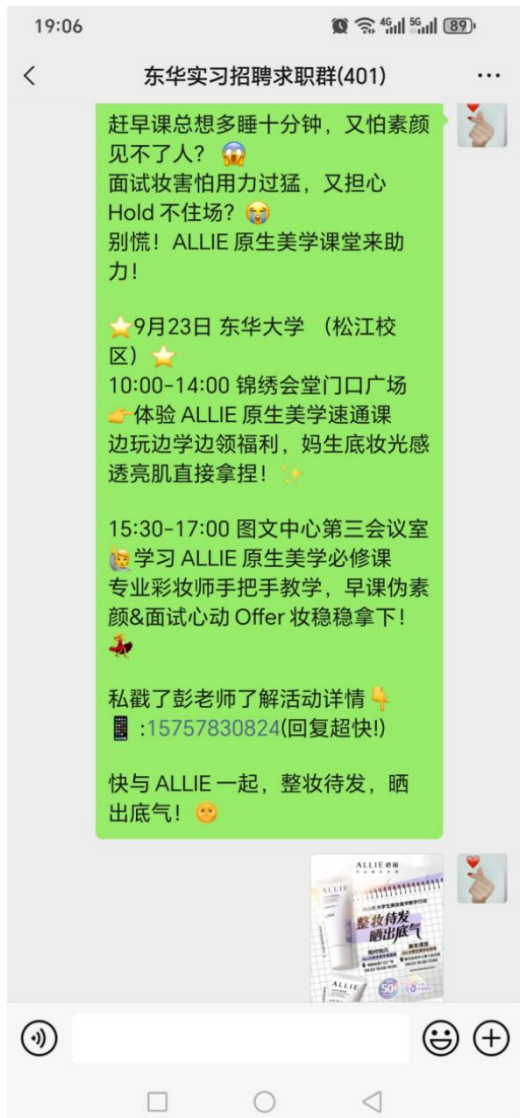 19:06
4G 5G 89
东华实习招聘求职群(401)
赶早课总想多睡十分钟，又怕素颜
见不了人？😱
面试妆害怕用力过猛，又担心
Hold 不住场？😭
别慌！ALLIE 原生美学课堂来助
力！
⭐9月23日 东华大学 （松江校
区）⭐
10:00-14:00 锦绣会堂门口广场
👉体验 ALLIE 原生美学速通课
边玩边学边领福利，妈生底妆光感
透亮肌直接拿捏！✨
15:30-17:00 图文中心第三会议室
🙋学习 ALLIE 原生美学必修课
专业彩妆师手把手教学，早课伪素
颜&面试心动 Offer 妆稳稳拿下！
💃
私戳了彭老师了解活动详情👇
📱:15757830824(回复超快!)
快与 ALLIE 一起，整妆待发，晒
出底气！🌞
ALLIE
整妆待发
晒出底气
ALLIE
50+